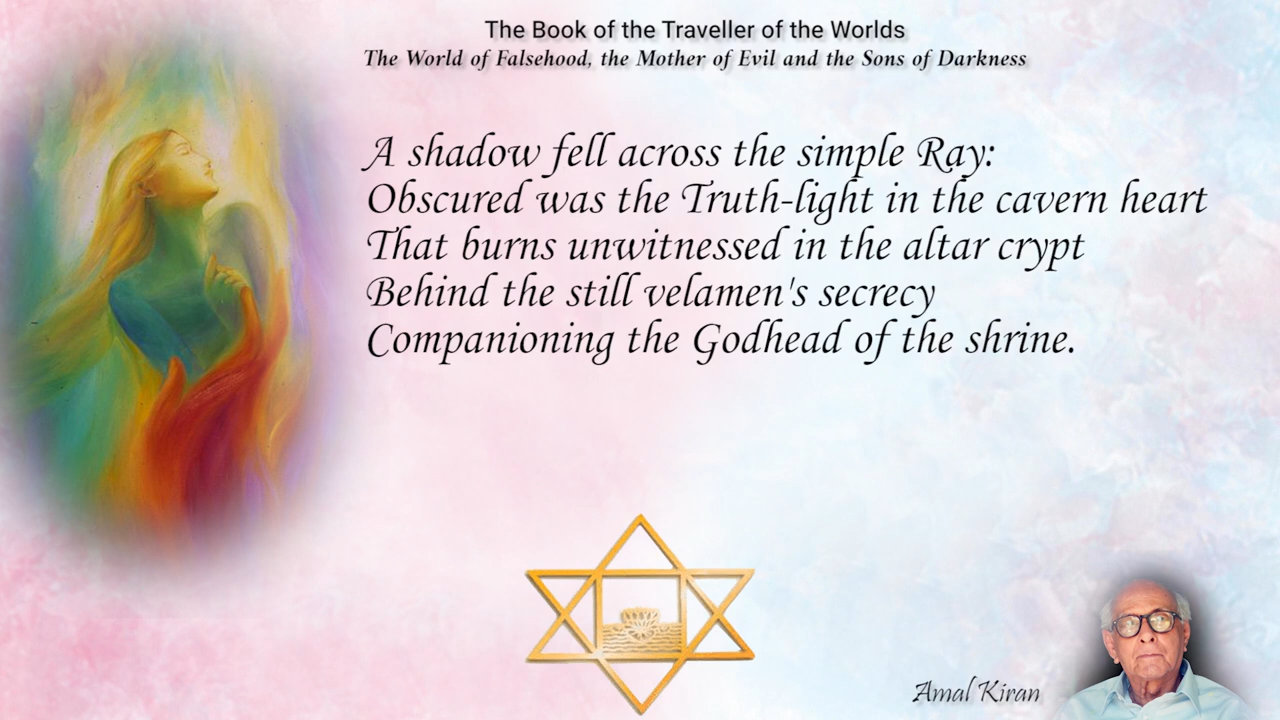 The Book of the Traveller of the Worlds
The World of Falsehood, the Mother of Evil and the Sons of Darkness
A shadow fell across the simple Ray:
Obscured was the Truth-light in the cavern heart
That burns unwitnessed in the altar crypt
Behind the still velamen's secrecy
Companioning the Godhead of the shrine.
Amal Kiran